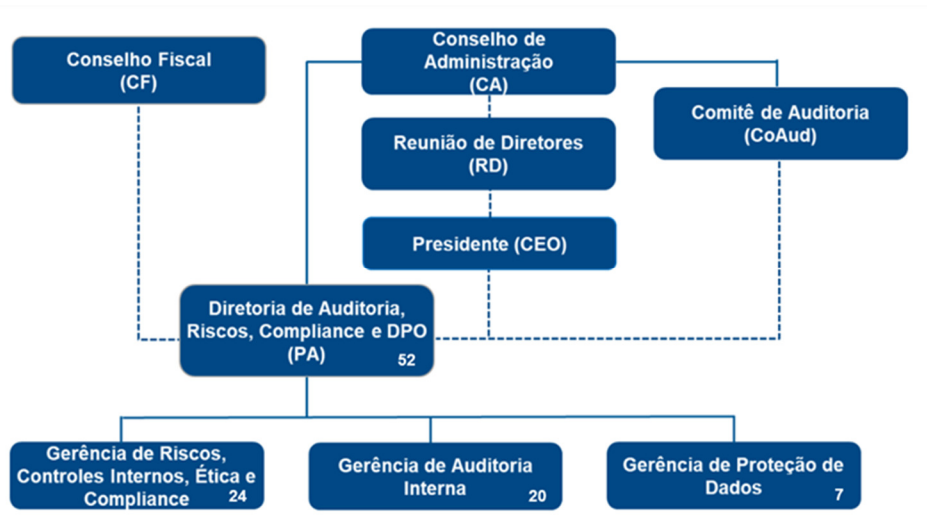 Conselho Fiscal
(CF)
Conselho de
Administração
(CA)
Comitê de Auditoria
(CoAud)
Reunião de Diretores
(RD)
Presidente (CEO)
Diretoria de Auditoria,
Riscos, Compliance e DPO
(PA)
52
Gerência de Riscos,
Controles Internos, Ética e
Compliance
24
Gerência de Auditoria
Interna
20
Gerência de Proteção de
Dados
7